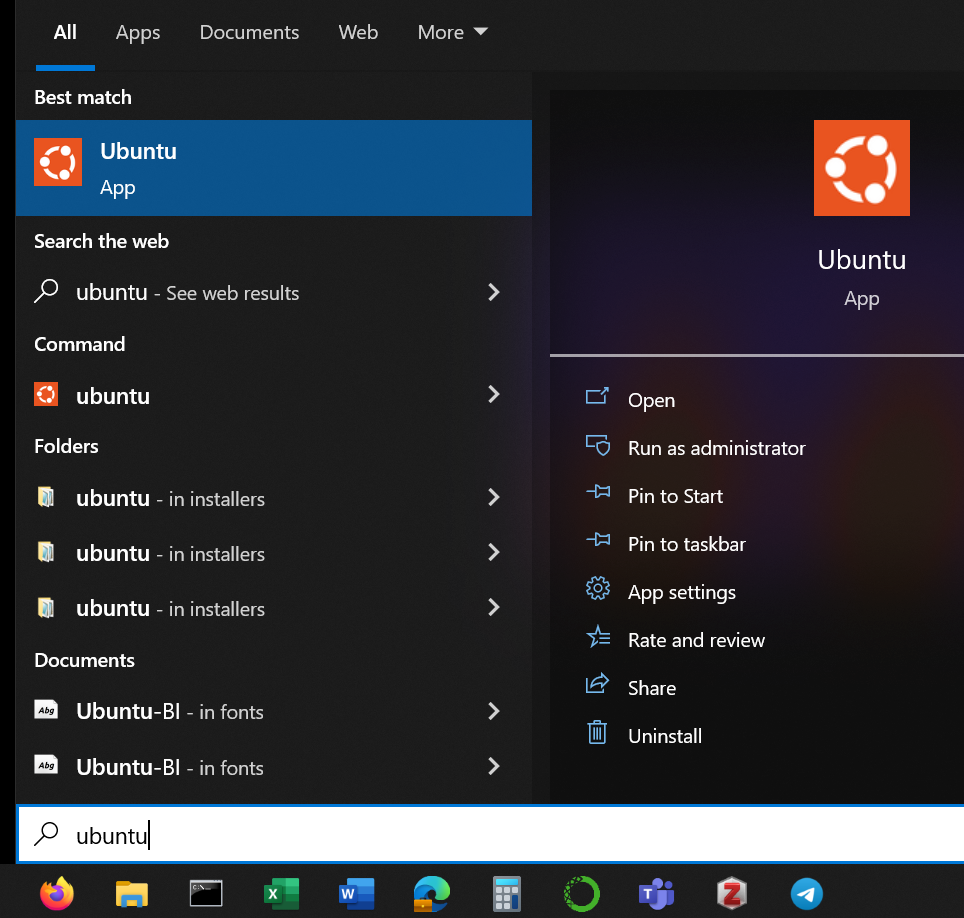 All Apps Documents Web More
Best match
Ubuntu
App
Search the web
ubuntu - See web results
Command
ubuntu
Folders
ubuntu - in installers
ubuntu - in installers
ubuntu - in installers
Documents
Abg Ubuntu-BI - in fonts
Abg Ubuntu-BI - in fonts
ubuntu
Ubuntu
App
Open
Run as administrator
Pin to Start
Pin to taskbar
App settings
Rate and review
Share
Uninstall
C:\_ X W T Z